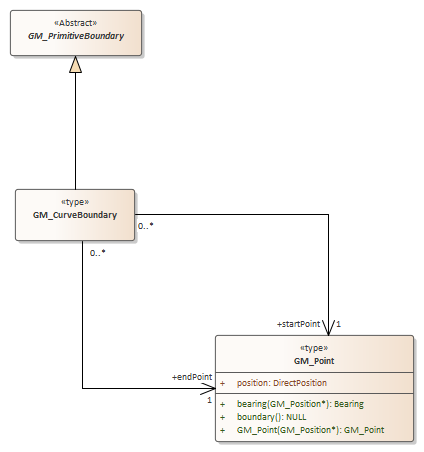 «Abstract»
GM_PrimitiveBoundary
«type»
GM_CurveBoundary
0..*
0..*
+startPoint
1
«type»
GM_Point
+endPoint
1
+ position: DirectPosition
+ bearing(GM_Position*): Bearing
+ boundary(): NULL
+ GM_Point(GM_Position*): GM_Point